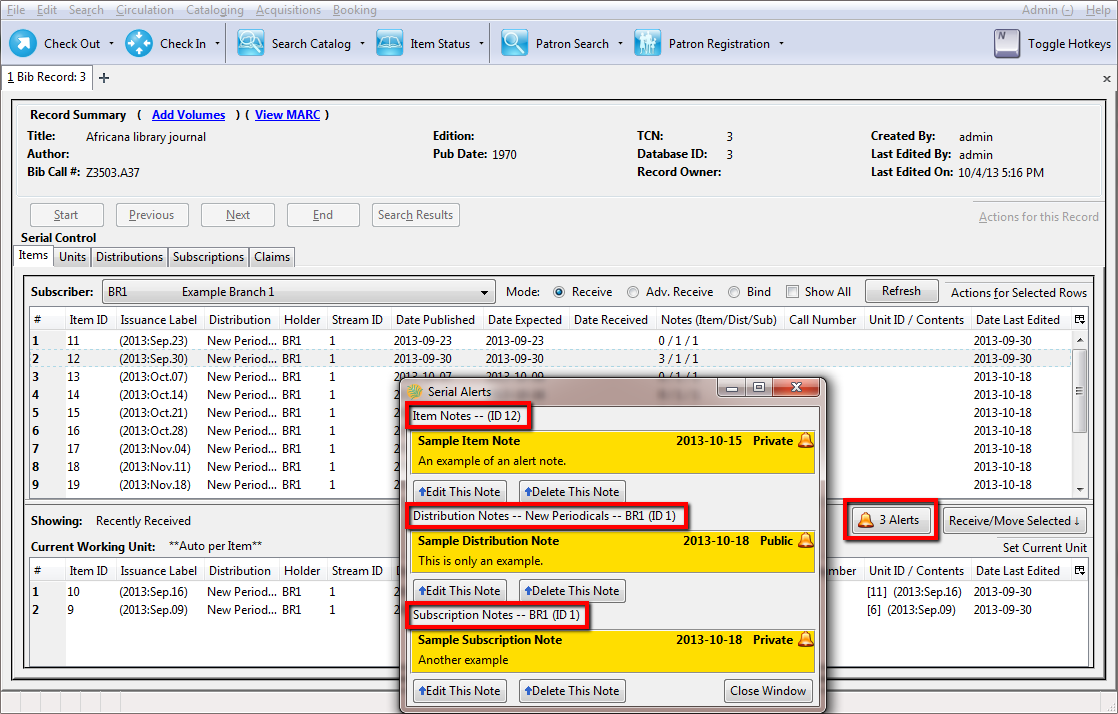 File Edit Search Circulation Cataloging Acquisitions Booking Admin (-) Help
Check Out Check In Search Catalog Item Status Patron Search Patron Registration N Toggle Hotkeys
1 Bib Record: 3
Record Summary ( Add Volumes ) ( View MARC )
Title: Africana library journal Edition: TCN: 3 Created By: admin
Author: Pub Date: 1970 Database ID: 3 Last Edited By: admin
Bib Call #: Z3503.A37 Record Owner: Last Edited On: 10/4/13 5:16 PM
Start Previous Next End Search Results Actions for this Record
Serial Control
Items Units Distributions Subscriptions Claims
Subscriber: BR1 Example Branch 1 Mode: Receive Adv. Receive Bind Show All Refresh Actions for Selected Rows
# Item ID Issuance Label Distribution Holder Stream ID Date Published Date Expected Date Received Notes (Item/Dist/Sub) Call Number Unit ID / Contents Date Last Edited
1 11 (2013:Sep.23) New Period... BR1 1 2013-09-23 2013-09-23 0 / 1 / 1 2013-09-30
2 12 (2013:Sep.30) New Period... BR1 1 2013-09-30 2013-09-30 3 / 1 / 1 2013-09-30
3 13 (2013:Oct.07) New Period... BR1 1 2013-10-07 2013-10-09 0 / 1 / 1 2013-10-18
4 14 (2013:Oct.14) New Period... BR1 1 2013-10-18
5 15 (2013:Oct.21) New Period... BR1 1 2013-10-18
6 16 (2013:Oct.28) New Period... BR1 1 2013-10-18
7 17 (2013:Nov.04) New Period... BR1 1 2013-10-18
8 18 (2013:Nov.11) New Period... BR1 1 2013-10-18
9 19 (2013:Nov.18) New Period... BR1 1 2013-10-18
Showing: Recently Received 3 Alerts Receive/Move Selected↓
Current Working Unit: **Auto per Item** Set Current Unit
# Item ID Issuance Label Distribution Holder Stream ID Unit ID / Contents Date Last Edited
1 10 (2013:Sep.16) New Period... BR1 1 [11] (2013:Sep.16) 2013-09-30
2 9 (2013:Sep.09) New Period... BR1 1 [6] (2013:Sep.09) 2013-09-30
Serial Alerts
Item Notes -- (ID 12)
Sample Item Note 2013-10-15 Private
An example of an alert note.
Edit This Note Delete This Note
Distribution Notes -- New Periodicals -- BR1 (ID 1)
Sample Distribution Note 2013-10-18 Public
This is only an example.
Edit This Note Delete This Note
Subscription Notes -- BR1 (ID 1)
Sample Subscription Note 2013-10-18 Private
Another example
Edit This Note Delete This Note Close Window